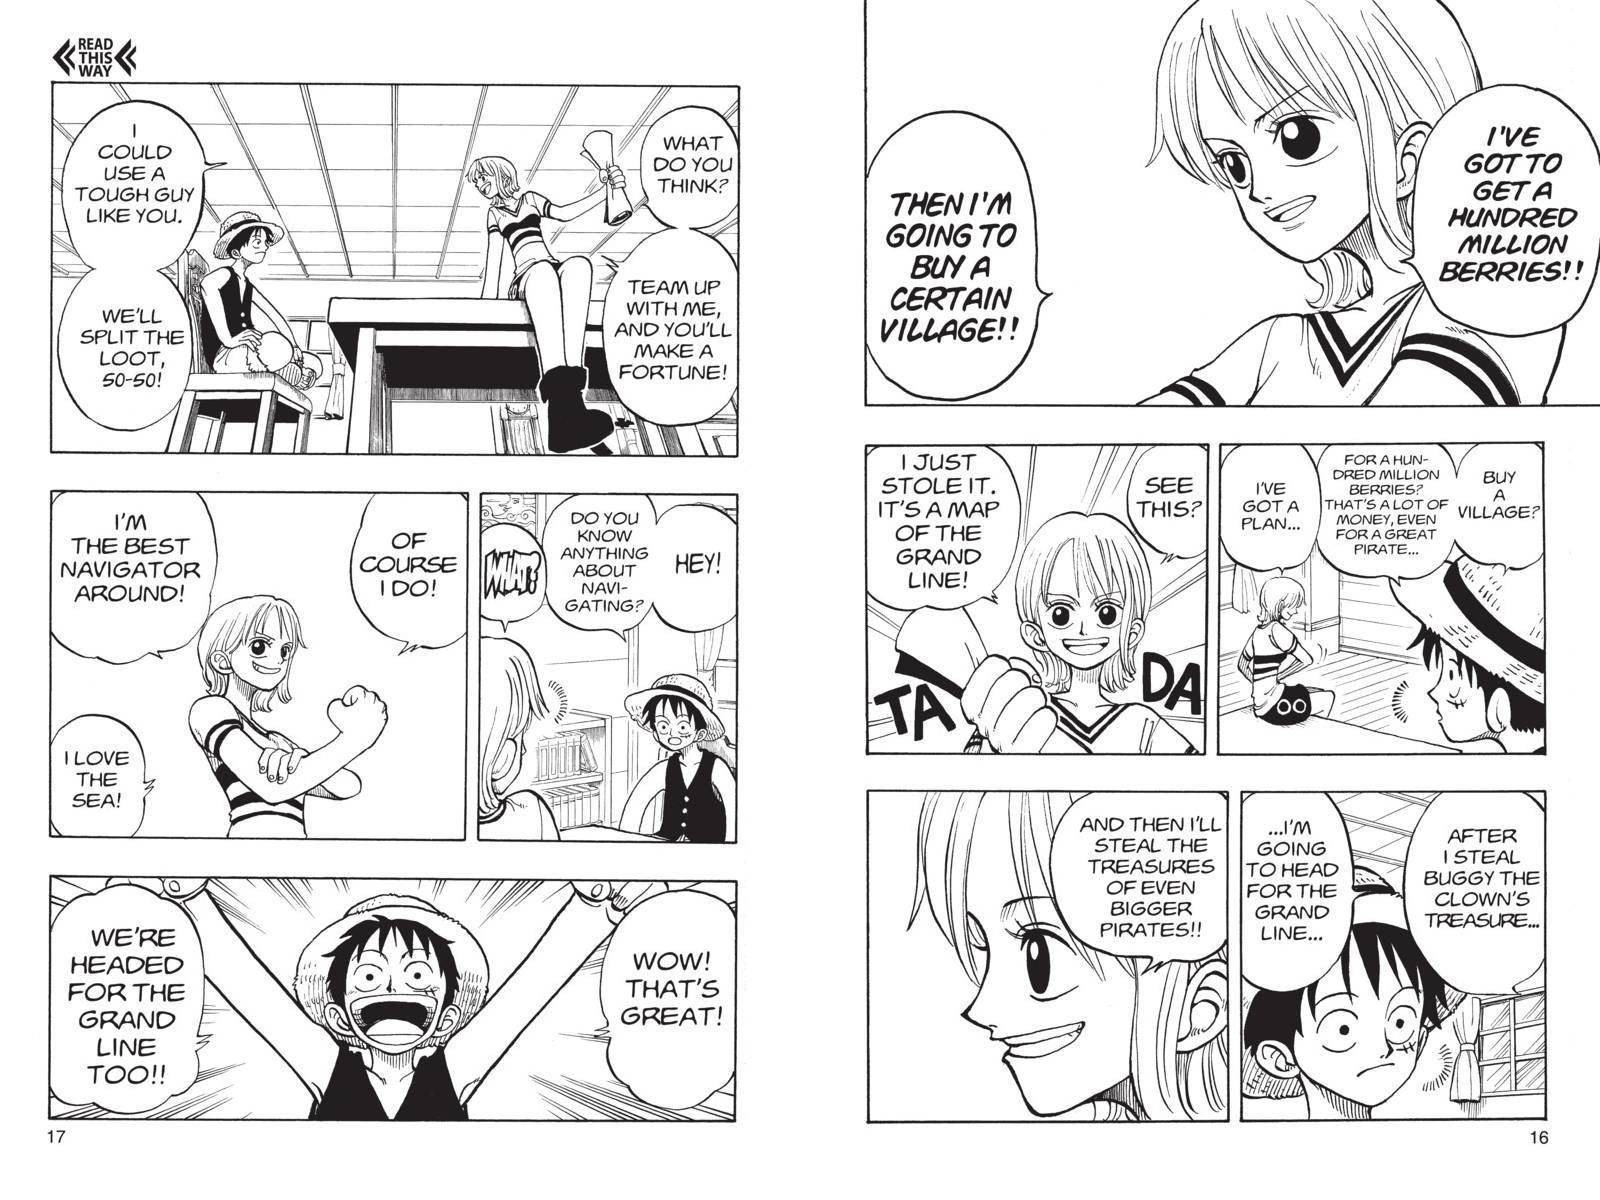 I'VE
GOT TO
GET A
HUNDRED
MILLION
BERRIES!!
THEN I'M
GOING TO
BUY A
CERTAIN
VILLAGE!!
BUY
A
VILLAGE?
FOR A HUN-
DRED MILLION
BERRIES?
THAT'S A LOT OF
MONEY, EVEN
FOR A GREAT
PIRATE...
I'VE
GOT A
PLAN...
SEE
THIS?
I JUST
STOLE IT.
IT'S A MAP
OF THE
GRAND
LINE!
TA
DA
AFTER
I STEAL
BUGGY THE
CLOWN'S
TREASURE...
...I'M
GOING
TO HEAD
FOR THE
GRAND
LINE...
AND THEN I'LL
STEAL THE
TREASURES
OF EVEN
BIGGER
PIRATES!!
16
READ
THIS
WAY
WHAT
DO YOU
THINK?
TEAM UP
WITH ME,
AND YOU'LL
MAKE A
FORTUNE!
I
COULD
USE A
TOUGH GUY
LIKE YOU.
WE'LL
SPLIT THE
LOOT,
50-50!
HEY!
DO YOU
KNOW
ANYTHING
ABOUT
NAVI-
GATING?
WHAT?
OF
COURSE
I DO!
I'M
THE BEST
NAVIGATOR
AROUND!
I LOVE
THE
SEA!
WOW!
THAT'S
GREAT!
WE'RE
HEADED
FOR THE
GRAND
LINE
TOO!!
17